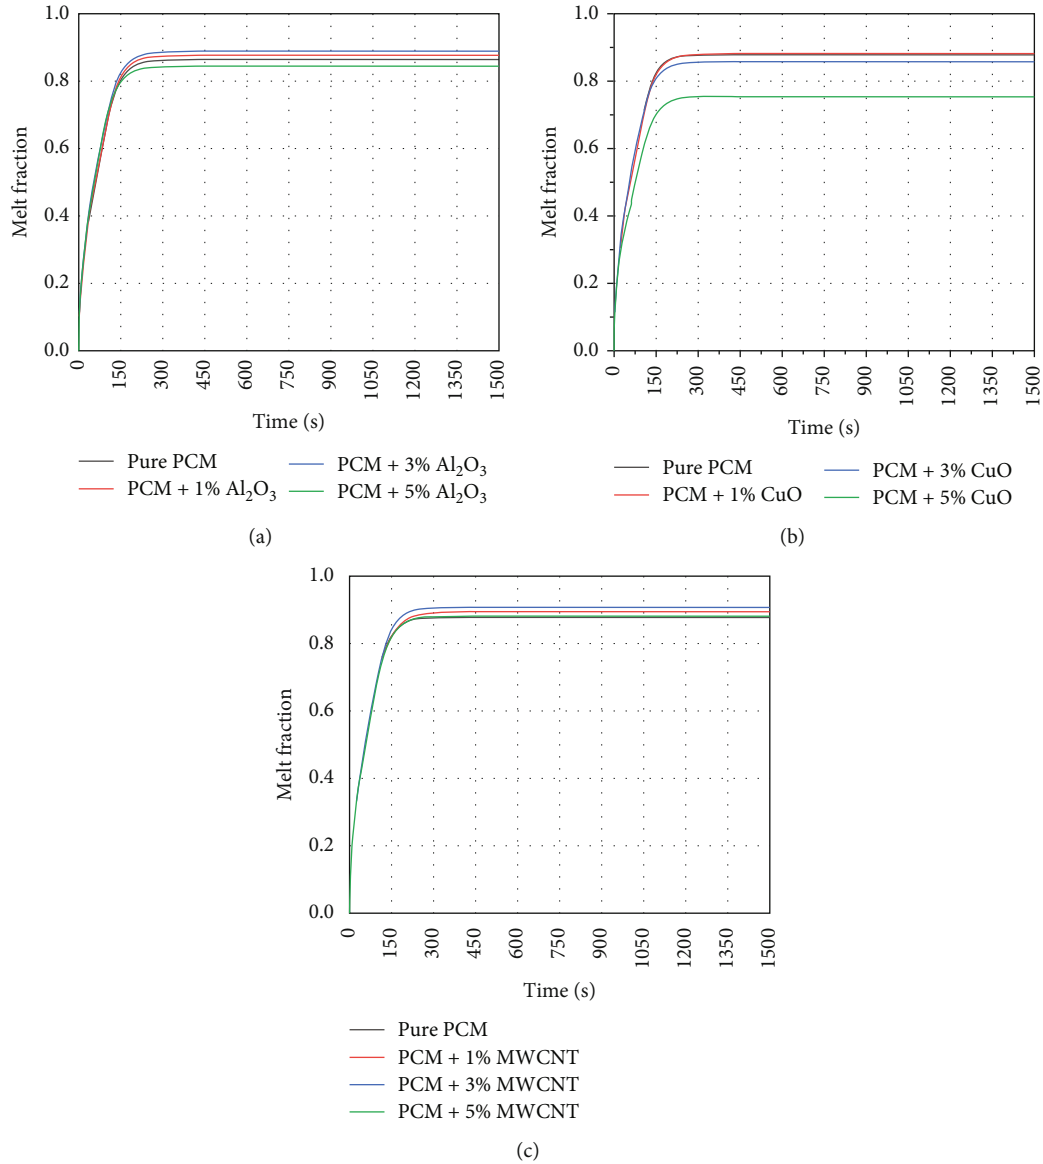 1.0
0.8
0.6
0.4
0.2
0.0
Melt fraction
0 150 300 450 600 750 900 1050 1200 1350 1500
Time (s)
Pure PCM
PCM + 1% Al₂O₃
PCM + 3% Al₂O₃
PCM + 5% Al₂O₃
(a)
1.0
0.8
0.6
0.4
0.2
0.0
Melt fraction
0 150 300 450 600 750 900 1050 1200 1350 1500
Time (s)
Pure PCM
PCM + 1% CuO
PCM + 3% CuO
PCM + 5% CuO
(b)
1.0
0.8
0.6
0.4
0.2
0.0
Melt fraction
0 150 300 450 600 750 900 1050 1200 1350 1500
Time (s)
Pure PCM
PCM + 1% MWCNT
PCM + 3% MWCNT
PCM + 5% MWCNT
(c)